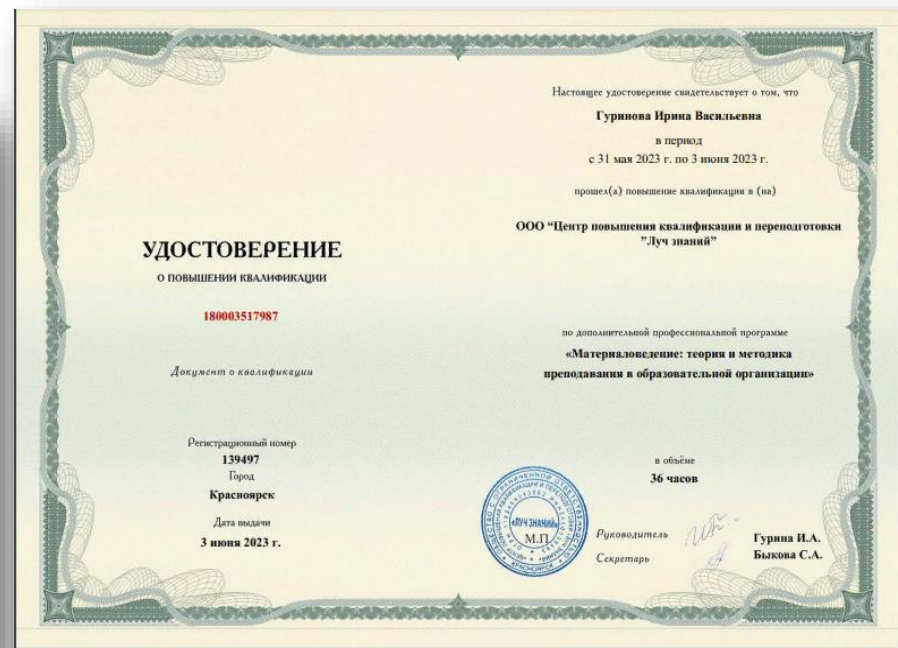 УДОСТОВЕРЕНИЕ
О ПОВЫШЕНИИ КВАЛИФИКАЦИИ
180003517987
Документ о квалификации
Регистрационный номер
139497
Город
Красноярск
Дата выдачи
3 июня 2023 г.
Настоящее удостоверение свидетельствует о том, что
Гуринова Ирина Васильевна
в период
с 31 мая 2023 г. по 3 июня 2023 г.
прошел(а) повышение квалификации в (на)
ООО “Центр повышения квалификации и переподготовки
”Луч знаний”
по дополнительной профессиональной программе
«Материаловедение: теория и методика
преподавания в образовательной организации»
в объёме
36 часов
«ЛУЧ ЗНАНИЙ»
М.П.
Руководитель
Гурина И.А.
Секретарь
Быкова С.А.